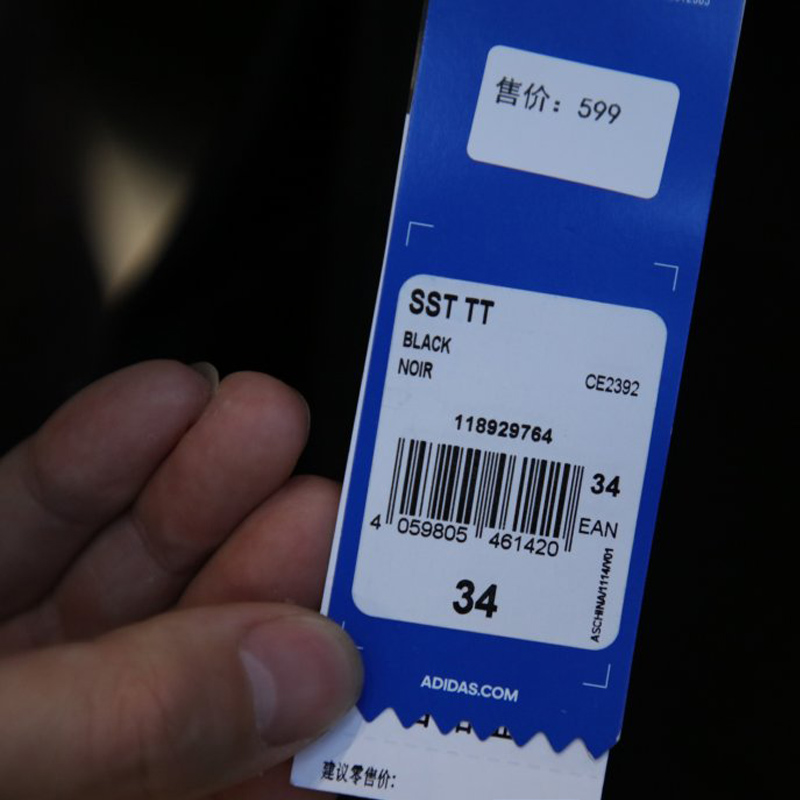 售价：599
SST TT
BLACK
NOIR
CE2392
118929764
34
4 059805 461420
EAN
34
ASCHINA/1114/V01
ADIDAS.COM
建议零售价：